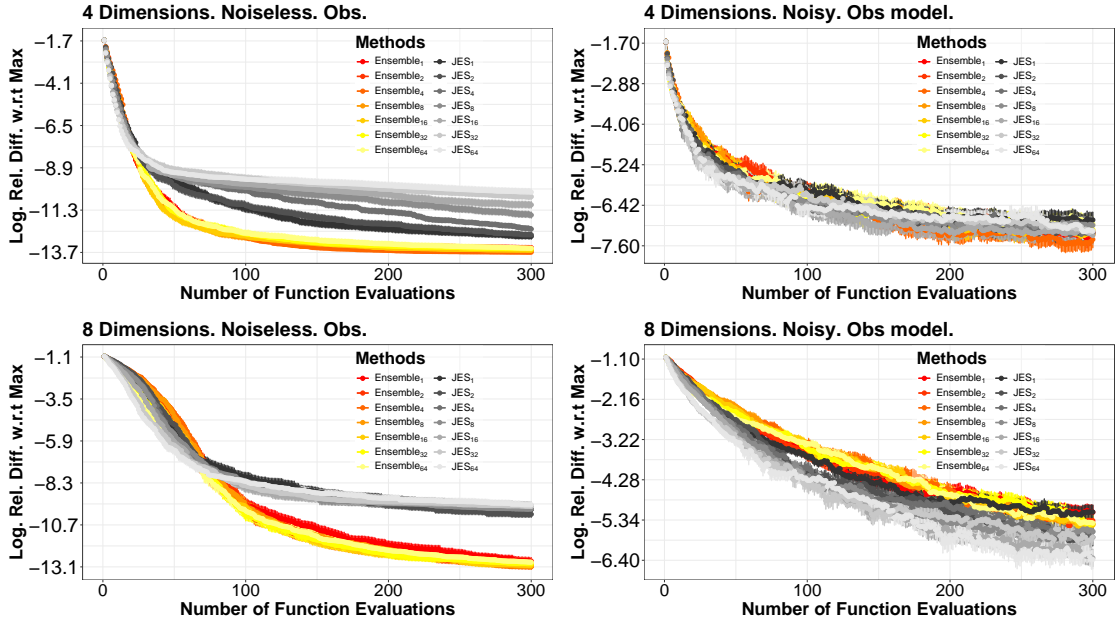 4 Dimensions. Noiseless. Obs.
Log. Rel. Diff. w.r.t Max
−1.7
−4.1
−6.5
−8.9
−11.3
−13.7
0
100
200
300
Number of Function Evaluations
Methods
Ensemble₁ JES₁
Ensemble₂ JES₂
Ensemble₄ JES₄
Ensemble₈ JES₈
Ensemble₁₆ JES₁₆
Ensemble₃₂ JES₃₂
Ensemble₆₄ JES₆₄
4 Dimensions. Noisy. Obs model.
Log. Rel. Diff. w.r.t Max
−1.70
−2.88
−4.06
−5.24
−6.42
−7.60
0
100
200
300
Number of Function Evaluations
Methods
Ensemble₁ JES₁
Ensemble₂ JES₂
Ensemble₄ JES₄
Ensemble₈ JES₈
Ensemble₁₆ JES₁₆
Ensemble₃₂ JES₃₂
Ensemble₆₄ JES₆₄
8 Dimensions. Noiseless. Obs.
Log. Rel. Diff. w.r.t Max
−1.1
−3.5
−5.9
−8.3
−10.7
−13.1
0
100
200
300
Number of Function Evaluations
Methods
Ensemble₁ JES₁
Ensemble₂ JES₂
Ensemble₄ JES₄
Ensemble₈ JES₈
Ensemble₁₆ JES₁₆
Ensemble₃₂ JES₃₂
Ensemble₆₄ JES₆₄
8 Dimensions. Noisy. Obs model.
Log. Rel. Diff. w.r.t Max
−1.10
−2.16
−3.22
−4.28
−5.34
−6.40
0
100
200
300
Number of Function Evaluations
Methods
Ensemble₁ JES₁
Ensemble₂ JES₂
Ensemble₄ JES₄
Ensemble₈ JES₈
Ensemble₁₆ JES₁₆
Ensemble₃₂ JES₃₂
Ensemble₆₄ JES₆₄